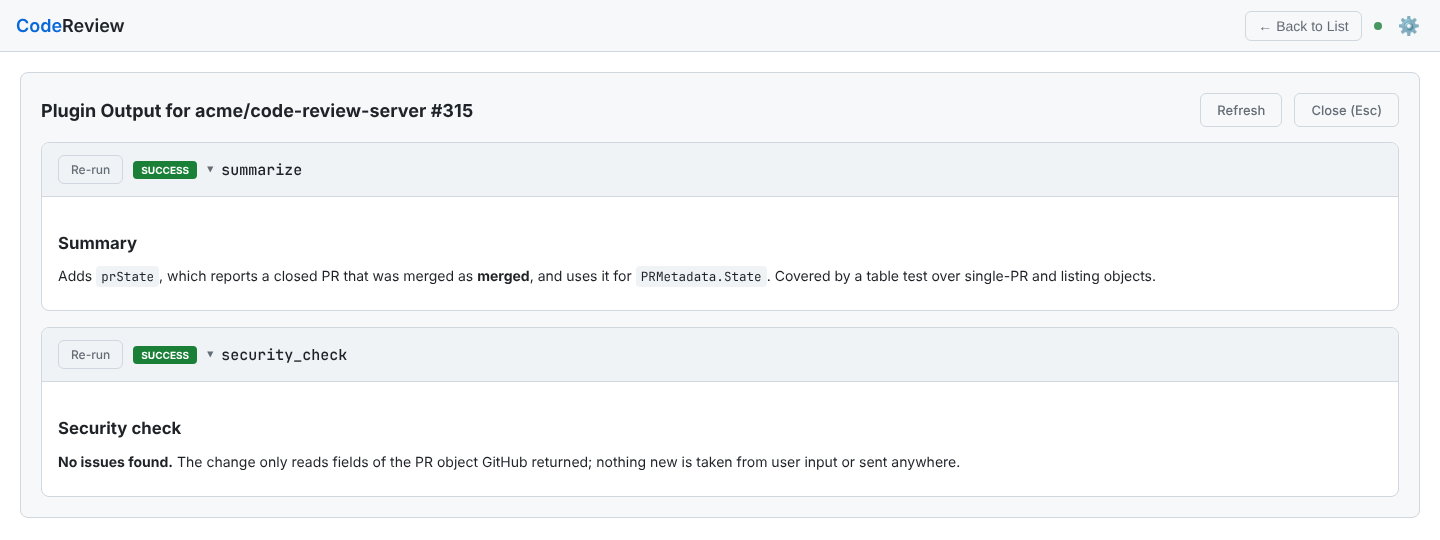 CodeReview
← Back to List
Plugin Output for acme/code-review-server #315
Refresh
Close (Esc)
Re-run
SUCCESS
▾ summarize
Summary
Adds prState, which reports a closed PR that was merged as merged, and uses it for PRMetadata.State. Covered by a table test over single-PR and listing objects.
Re-run
SUCCESS
▾ security_check
Security check
No issues found. The change only reads fields of the PR object GitHub returned; nothing new is taken from user input or sent anywhere.